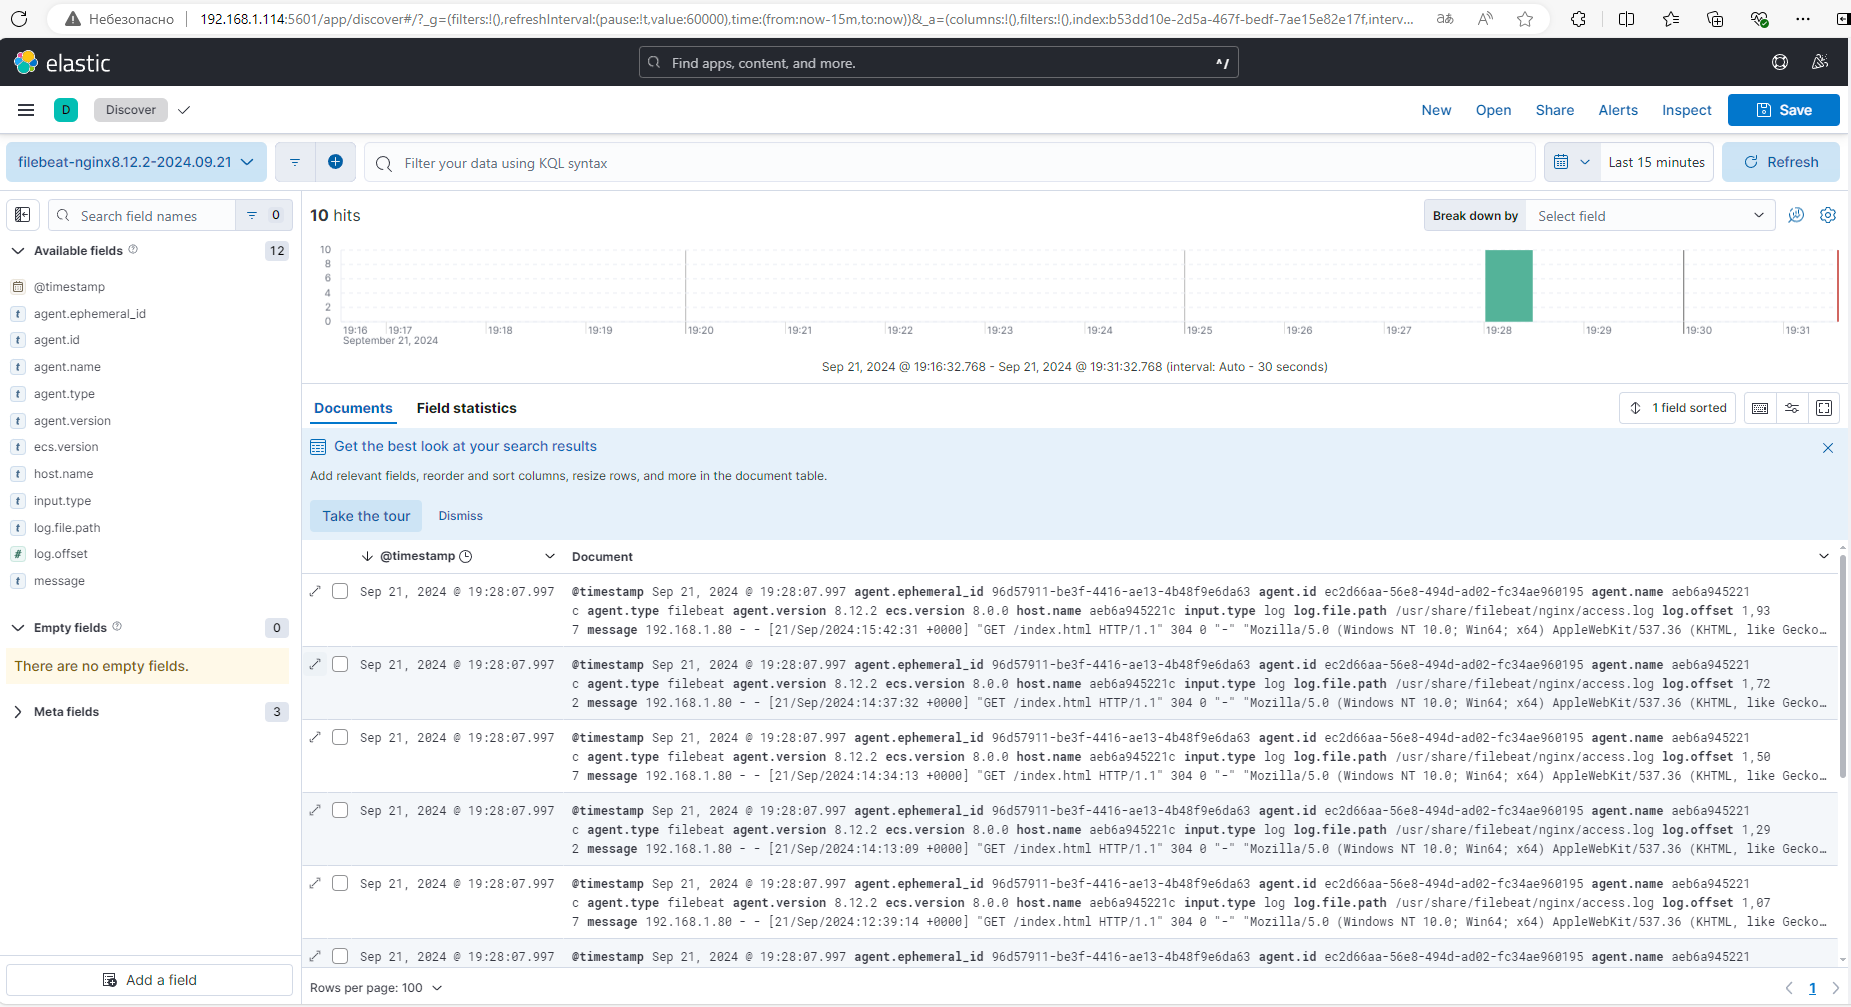 Небезопасно 192.168.1.114:5601/app/discover#/?_g=(filters:!(),refreshInterval:(pause:!t,value:60000),time:(from:now-15m,to:now))&_a=(columns:!(),filters:!(),index:b53dd10e-2d5a-467f-bedf-7ae15e82e17f,interv...
elastic
Find apps, content, and more.
^/
D Discover
New Open Share Alerts Inspect Save
filebeat-nginx8.12.2-2024.09.21
Filter your data using KQL syntax
Last 15 minutes
Refresh
Search field names
0
10 hits
Break down by Select field
Available fields 12
@timestamp
t agent.ephemeral_id
t agent.id
t agent.name
t agent.type
t agent.version
t ecs.version
t host.name
t input.type
t log.file.path
# log.offset
t message
Empty fields 0
There are no empty fields.
Meta fields 3
Add a field
10
8
6
4
2
0
19:16 19:17 19:18 19:19 19:20 19:21 19:22 19:23 19:24 19:25 19:26 19:27 19:28 19:29 19:30 19:31
September 21, 2024
Sep 21, 2024 @ 19:16:32.768 - Sep 21, 2024 @ 19:31:32.768 (interval: Auto - 30 seconds)
Documents Field statistics
1 field sorted
Get the best look at your search results
Add relevant fields, reorder and sort columns, resize rows, and more in the document table.
Take the tour Dismiss
@timestamp Document
Sep 21, 2024 @ 19:28:07.997 @timestamp Sep 21, 2024 @ 19:28:07.997 agent.ephemeral_id 96d57911-be3f-4416-ae13-4b48f9e6da63 agent.id ec2d66aa-56e8-494d-ad02-fc34ae960195 agent.name aeb6a945221
c agent.type filebeat agent.version 8.12.2 ecs.version 8.0.0 host.name aeb6a945221c input.type log log.file.path /usr/share/filebeat/nginx/access.log log.offset 1,93
7 message 192.168.1.80 - - [21/Sep/2024:15:42:31 +0000] "GET /index.html HTTP/1.1" 304 0 "-" "Mozilla/5.0 (Windows NT 10.0; Win64; x64) AppleWebKit/537.36 (KHTML, like Gecko...
Sep 21, 2024 @ 19:28:07.997 @timestamp Sep 21, 2024 @ 19:28:07.997 agent.ephemeral_id 96d57911-be3f-4416-ae13-4b48f9e6da63 agent.id ec2d66aa-56e8-494d-ad02-fc34ae960195 agent.name aeb6a945221
c agent.type filebeat agent.version 8.12.2 ecs.version 8.0.0 host.name aeb6a945221c input.type log log.file.path /usr/share/filebeat/nginx/access.log log.offset 1,72
2 message 192.168.1.80 - - [21/Sep/2024:14:37:32 +0000] "GET /index.html HTTP/1.1" 304 0 "-" "Mozilla/5.0 (Windows NT 10.0; Win64; x64) AppleWebKit/537.36 (KHTML, like Gecko...
Sep 21, 2024 @ 19:28:07.997 @timestamp Sep 21, 2024 @ 19:28:07.997 agent.ephemeral_id 96d57911-be3f-4416-ae13-4b48f9e6da63 agent.id ec2d66aa-56e8-494d-ad02-fc34ae960195 agent.name aeb6a945221
c agent.type filebeat agent.version 8.12.2 ecs.version 8.0.0 host.name aeb6a945221c input.type log log.file.path /usr/share/filebeat/nginx/access.log log.offset 1,50
7 message 192.168.1.80 - - [21/Sep/2024:14:34:13 +0000] "GET /index.html HTTP/1.1" 304 0 "-" "Mozilla/5.0 (Windows NT 10.0; Win64; x64) AppleWebKit/537.36 (KHTML, like Gecko...
Sep 21, 2024 @ 19:28:07.997 @timestamp Sep 21, 2024 @ 19:28:07.997 agent.ephemeral_id 96d57911-be3f-4416-ae13-4b48f9e6da63 agent.id ec2d66aa-56e8-494d-ad02-fc34ae960195 agent.name aeb6a945221
c agent.type filebeat agent.version 8.12.2 ecs.version 8.0.0 host.name aeb6a945221c input.type log log.file.path /usr/share/filebeat/nginx/access.log log.offset 1,29
2 message 192.168.1.80 - - [21/Sep/2024:14:13:09 +0000] "GET /index.html HTTP/1.1" 304 0 "-" "Mozilla/5.0 (Windows NT 10.0; Win64; x64) AppleWebKit/537.36 (KHTML, like Gecko...
Sep 21, 2024 @ 19:28:07.997 @timestamp Sep 21, 2024 @ 19:28:07.997 agent.ephemeral_id 96d57911-be3f-4416-ae13-4b48f9e6da63 agent.id ec2d66aa-56e8-494d-ad02-fc34ae960195 agent.name aeb6a945221
c agent.type filebeat agent.version 8.12.2 ecs.version 8.0.0 host.name aeb6a945221c input.type log log.file.path /usr/share/filebeat/nginx/access.log log.offset 1,07
7 message 192.168.1.80 - - [21/Sep/2024:12:39:14 +0000] "GET /index.html HTTP/1.1" 304 0 "-" "Mozilla/5.0 (Windows NT 10.0; Win64; x64) AppleWebKit/537.36 (KHTML, like Gecko...
Sep 21, 2024 @ 19:28:07.997 @timestamp Sep 21, 2024 @ 19:28:07.997 agent.ephemeral_id 96d57911-be3f-4416-ae13-4b48f9e6da63 agent.id ec2d66aa-56e8-494d-ad02-fc34ae960195 agent.name aeb6a945221
Rows per page: 100
1